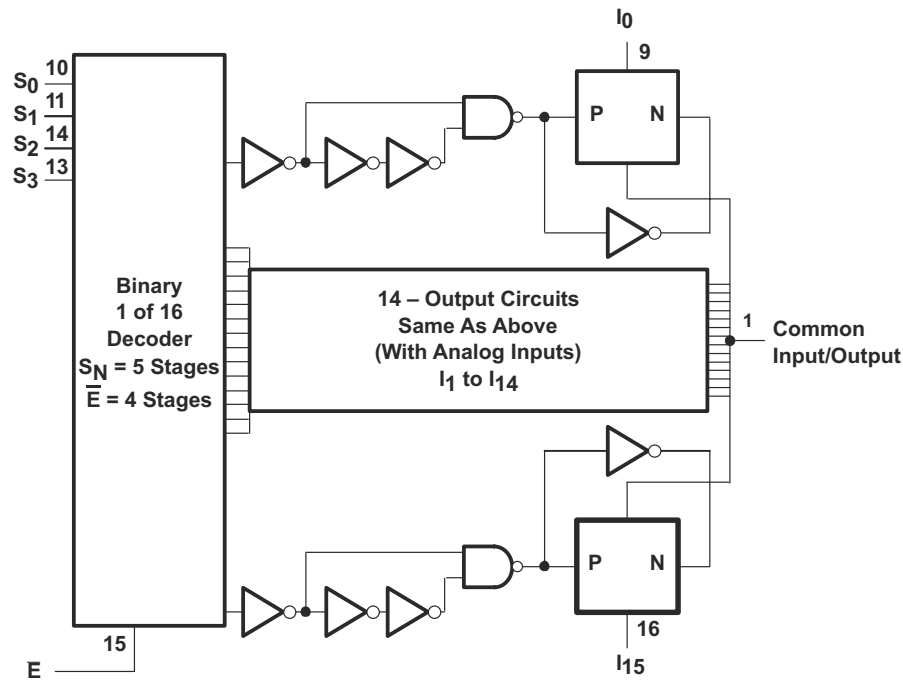 I0
9
P N
10
S0
11
S1
14
S2
13
S3
Binary
1 of 16
Decoder
SN = 5 Stages
E̅ = 4 Stages
14 – Output Circuits
Same As Above
(With Analog Inputs)
I1 to I14
1
Common
Input/Output
P N
16
I15
15
E